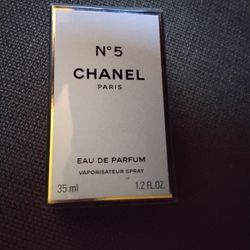 N°5
CHANEL
PARIS
EAU DE PARFUM
VAPORISATEUR SPRAY
35 ml 1.2 FL.OZ.